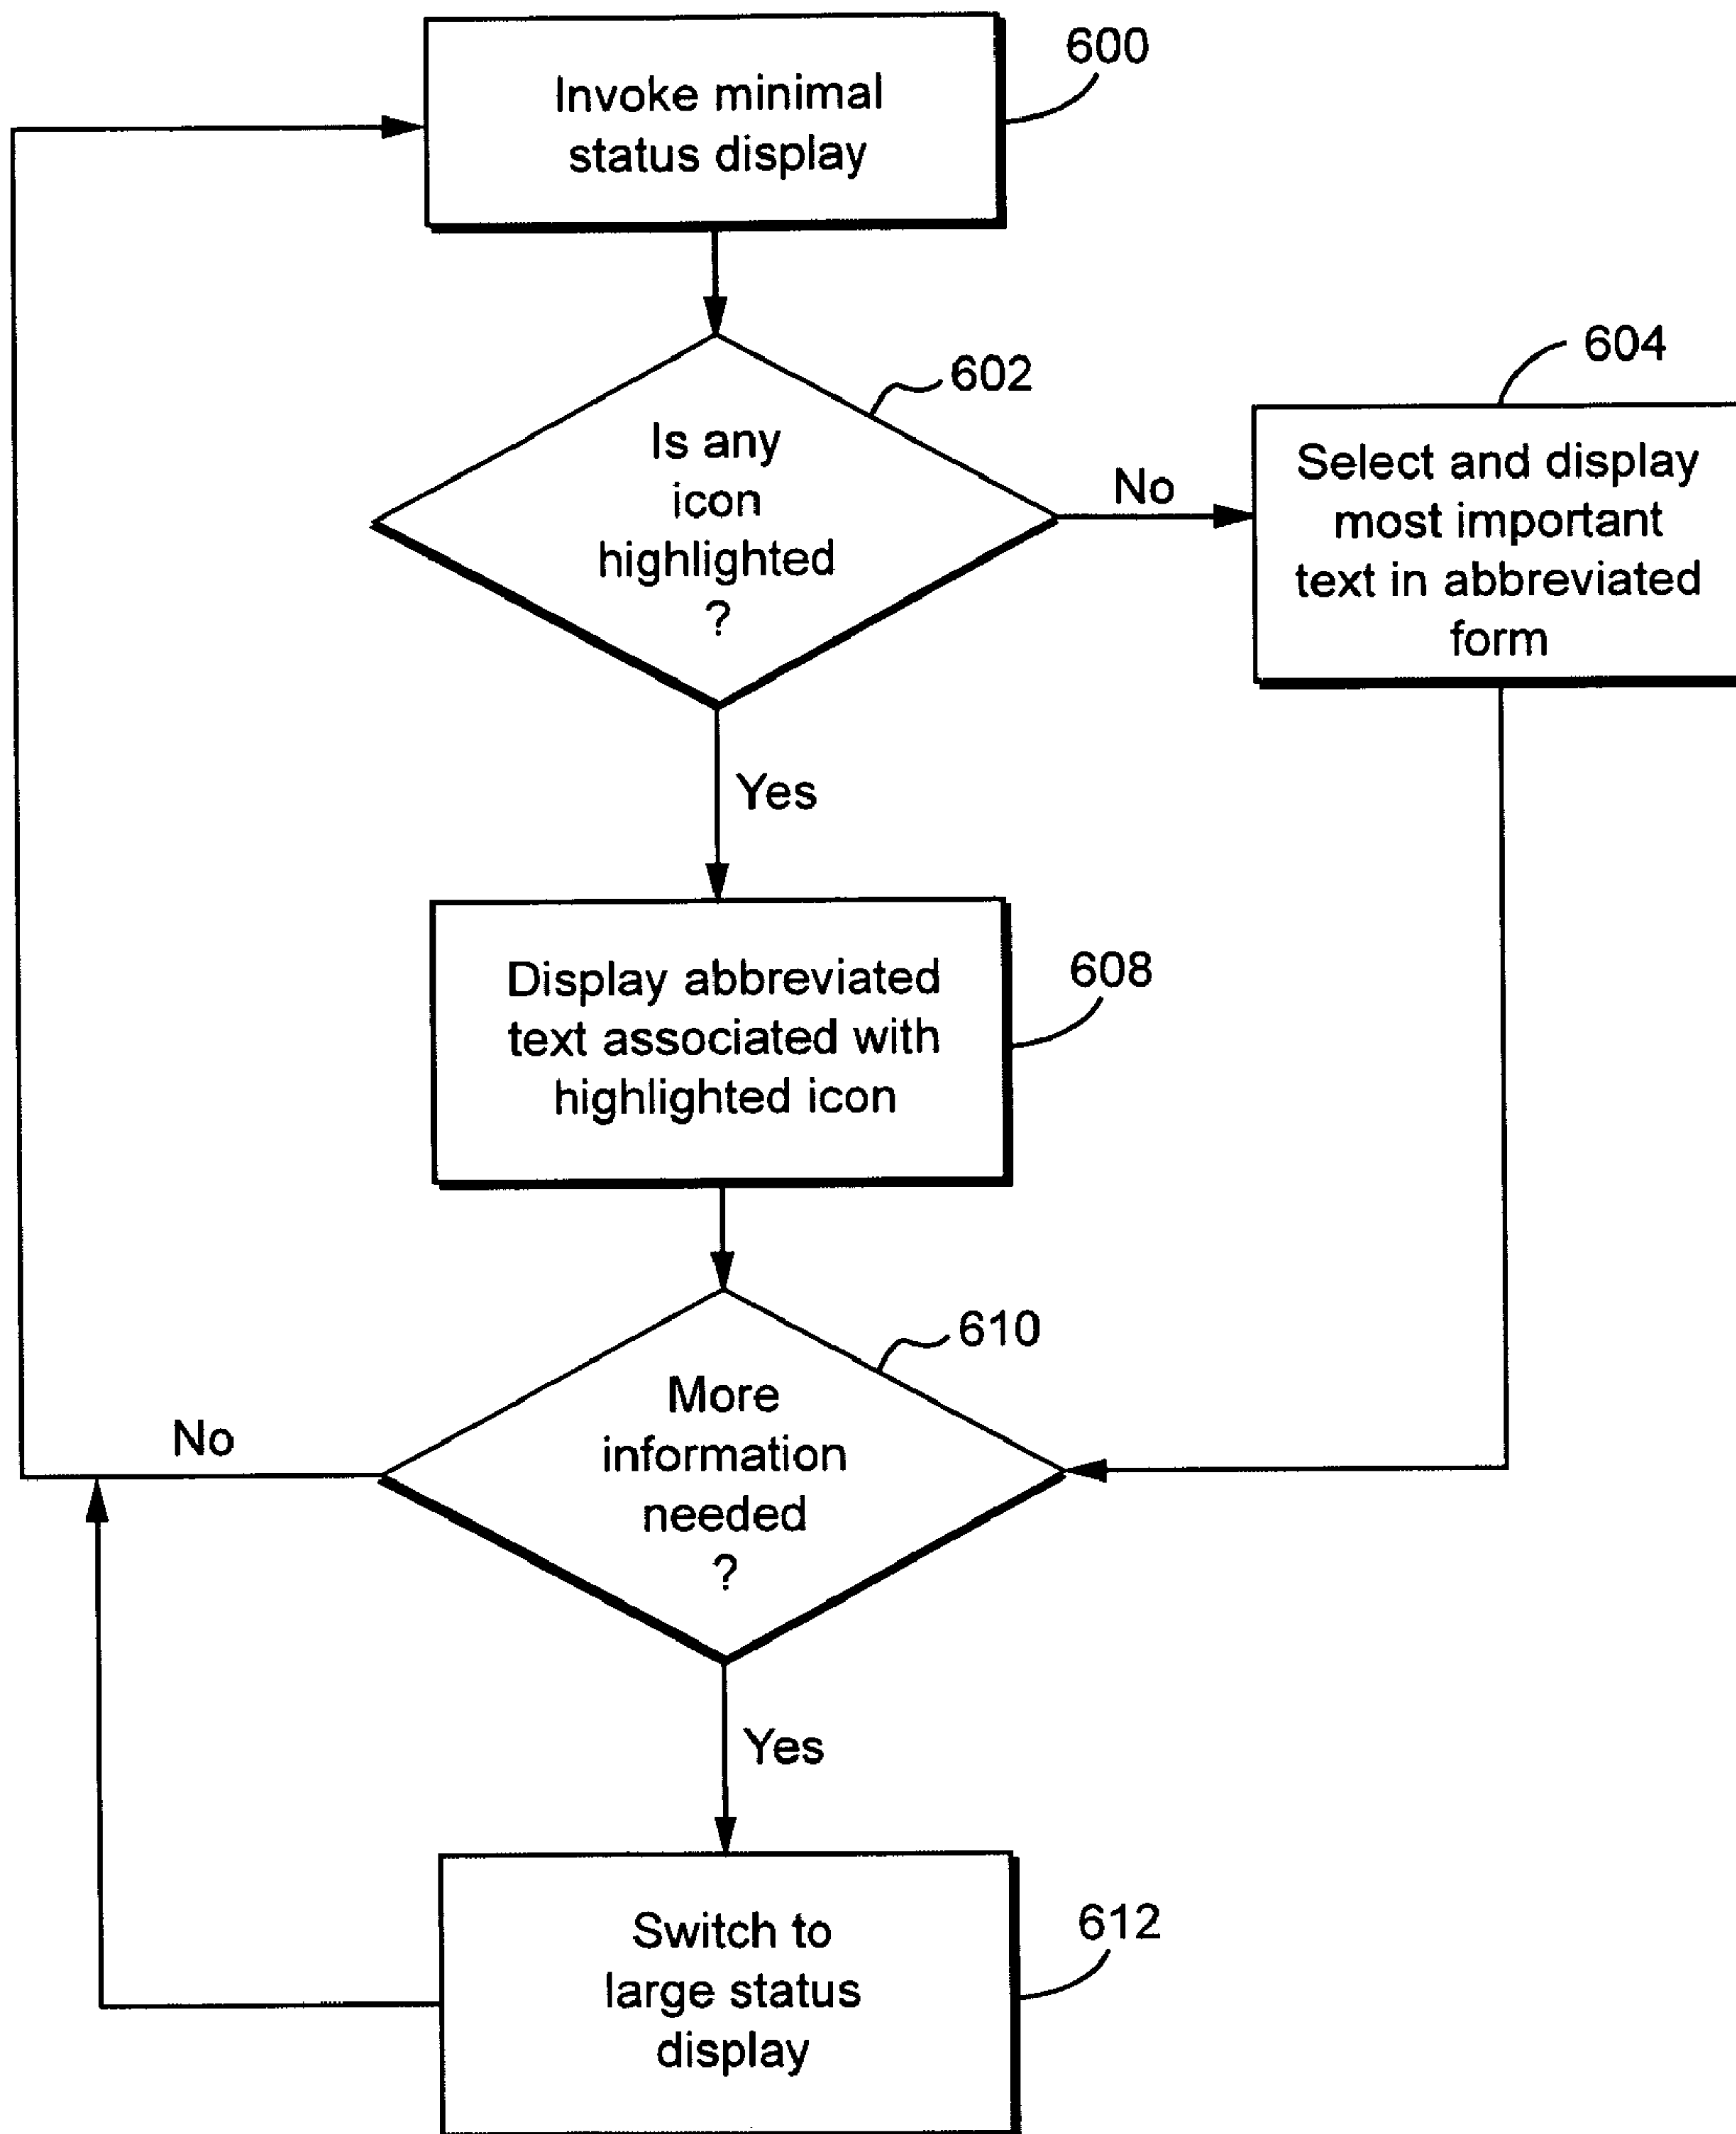 Invoke minimal
status display
600
Is any
icon
highlighted
?
602
No
604
Select and display
most important
text in abbreviated
form
Yes
Display abbreviated
text associated with
highlighted icon
608
More
information
needed
?
610
No
Yes
Switch to
large status
display
612